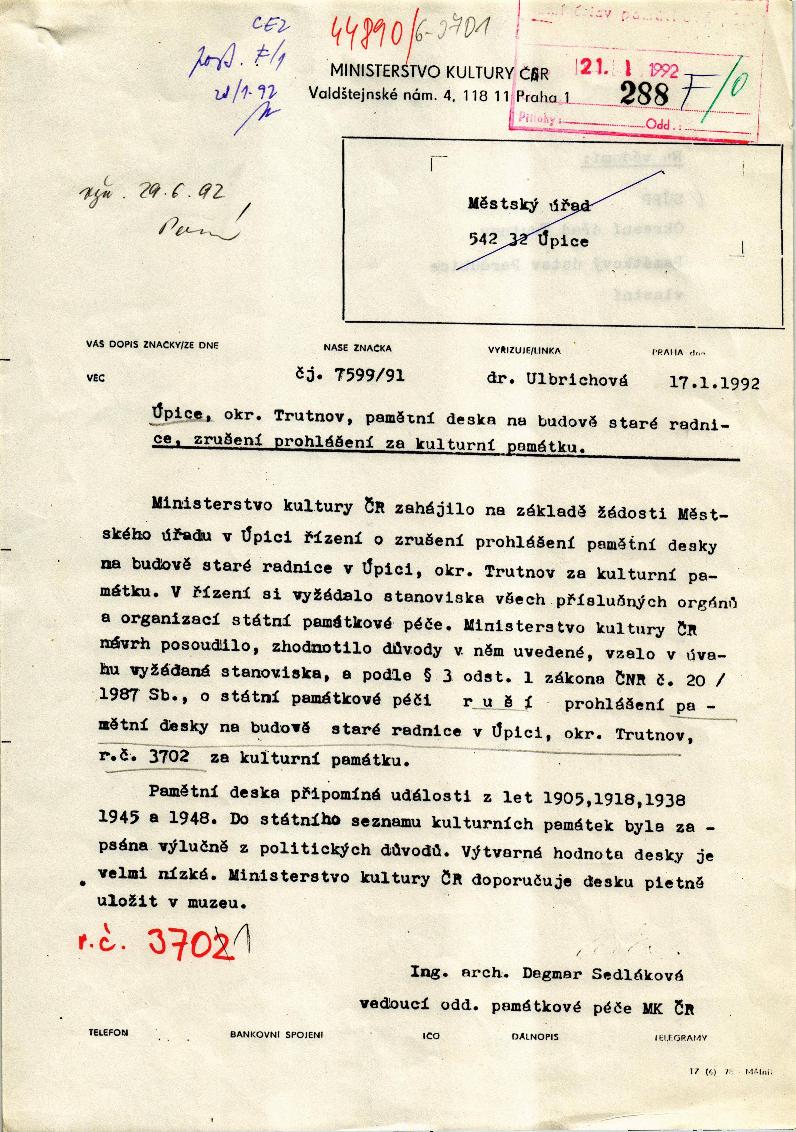 CEZ
44890/6-3701
MINISTERSTVO KULTURY ČR
21. I 1992
Valdštejnské nám. 4, 118 11 Praha 1
288 F/0
21/1.92
Přílohy: Odd.:
29.6.92
Městský úřad
542 32 Úpice
VÁŠ DOPIS ZNAČKY/ZE DNE NAŠE ZNAČKA VYŘIZUJE/LINKA PRAHA dne
VĚC čj. 7599/91 dr. Ulbrichová 17.1.1992
Úpice, okr. Trutnov, pamětní deska na budově staré radni-
ce, zrušení prohlášení za kulturní památku.
Ministerstvo kultury ČR zahájilo na základě žádosti Měst-
ského úřadu v Úpici řízení o zrušení prohlášení pamětní desky
na budově staré radnice v Úpici, okr. Trutnov za kulturní pa-
mátku. V řízení si vyžádalo stanoviska všech příslušných orgánů
a organizací státní památkové péče. Ministerstvo kultury ČR
návrh posoudilo, zhodnotilo důvody v něm uvedené, vzalo v úva-
hu vyžádaná stanoviska, a podle § 3 odst. 1 zákona ČNR č. 20 /
1987 Sb., o státní památkové péči r u š í prohlášení pa -
mětní desky na budově staré radnice v Úpici, okr. Trutnov,
r.č. 3702 za kulturní památku.
Pamětní deska připomíná události z let 1905,1918,1938
1945 a 1948. Do státního seznamu kulturních památek byla za -
psána výlučně z politických důvodů. Výtvarná hodnota desky je
velmi nízká. Ministerstvo kultury ČR doporučuje desku pietně
uložit v muzeu.
r.č. 3702 1
Ing. arch. Dagmar Sedláková
vedoucí odd. památkové péče MK ČR
TELEFON BANKOVNÍ SPOJENÍ IČO DÁLNOPIS TELEGRAMY